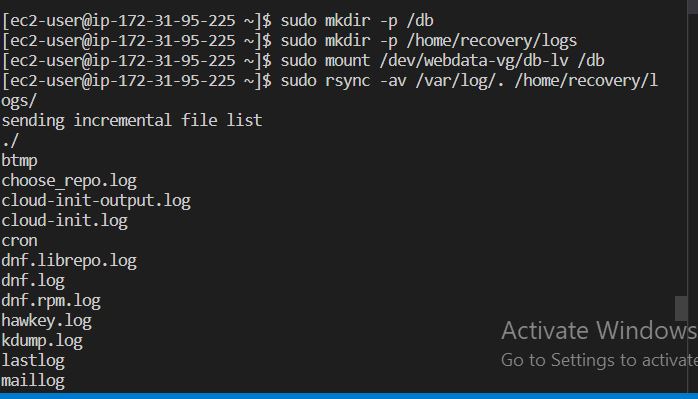 [ec2-user@ip-172-31-95-225 ~]$ sudo mkdir -p /db
[ec2-user@ip-172-31-95-225 ~]$ sudo mkdir -p /home/recovery/logs
[ec2-user@ip-172-31-95-225 ~]$ sudo mount /dev/webdata-vg/db-lv /db
[ec2-user@ip-172-31-95-225 ~]$ sudo rsync -av /var/log/. /home/recovery/l
ogs/
sending incremental file list
./
btmp
choose_repo.log
cloud-init-output.log
cloud-init.log
cron
dnf.librepo.log
dnf.log
dnf.rpm.log
hawkey.log
kdump.log
lastlog
maillog
Activate Windows
Go to Settings to activate